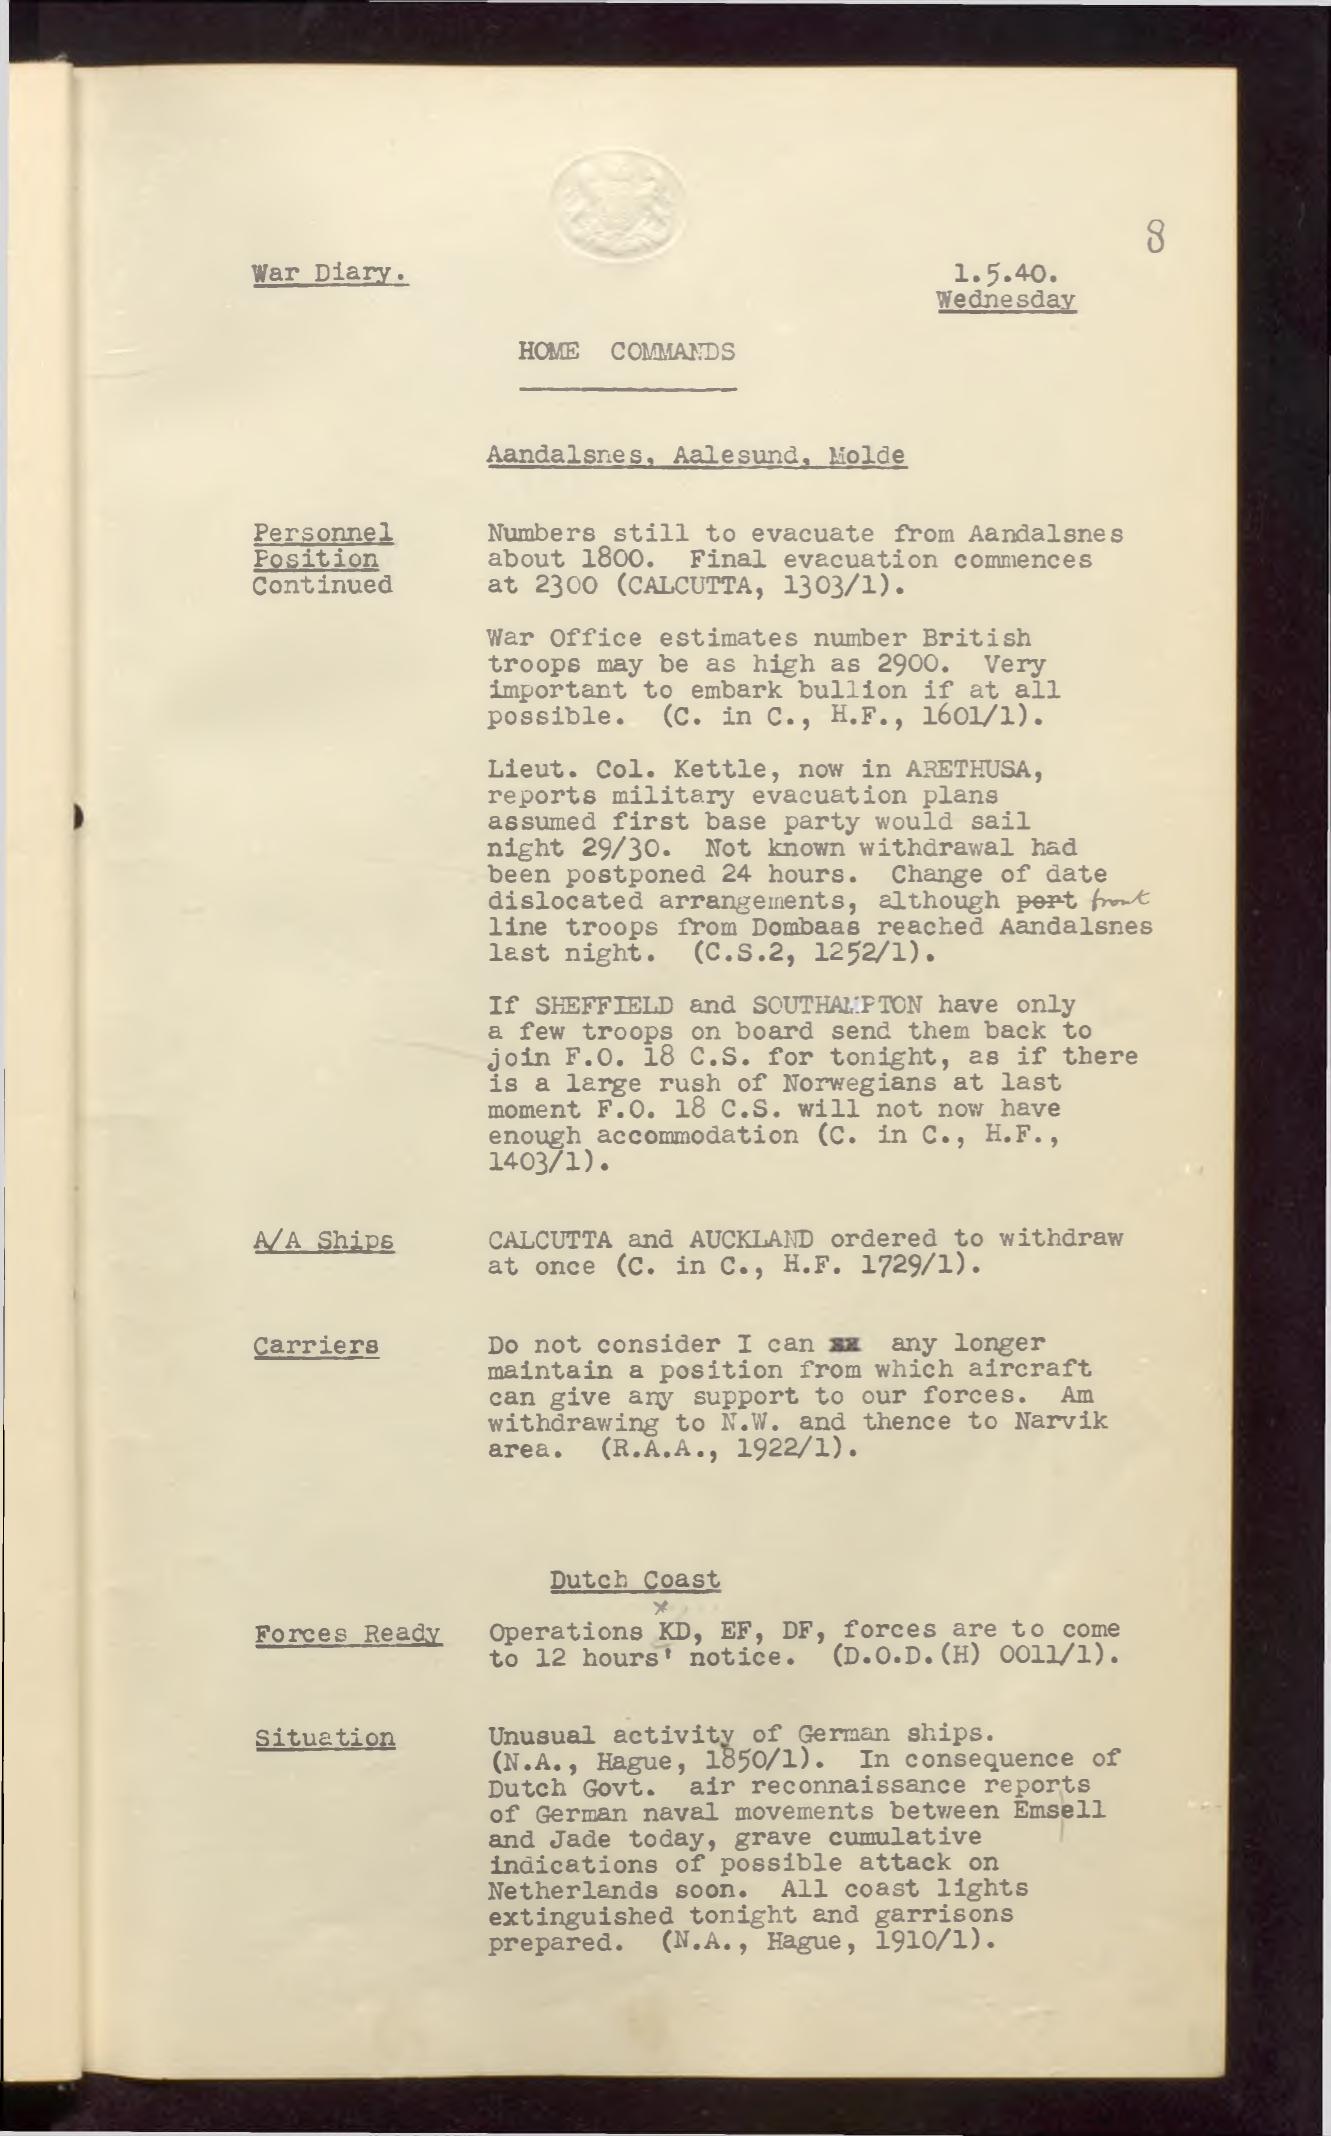 8
War Diary.
1.5.40.
Wednesday
HOME COMMANDS
Aandalsnes, Aalesund, Molde
Personnel
Position
Continued
Numbers still to evacuate from Aandalsnes
about 1800. Final evacuation commences
at 2300 (CALCUTTA, 1303/1).
War Office estimates number British
troops may be as high as 2900. Very
important to embark bullion if at all
possible. (C. in C., H.F., 1601/1).
Lieut. Col. Kettle, now in ARETHUSA,
reports military evacuation plans
assumed first base party would sail
night 29/30. Not known withdrawal had
been postponed 24 hours. Change of date
dislocated arrangements, although port front
line troops from Dombaas reached Aandalsnes
last night. (C.S.2, 1252/1).
If SHEFFIELD and SOUTHAMPTON have only
a few troops on board send them back to
join F.O. 18 C.S. for tonight, as if there
is a large rush of Norwegians at last
moment F.O. 18 C.S. will not now have
enough accommodation (C. in C., H.F.,
1403/1).
A/A Ships
CALCUTTA and AUCKLAND ordered to withdraw
at once (C. in C., H.F. 1729/1).
Carriers
Do not consider I can any longer
maintain a position from which aircraft
can give any support to our forces. Am
withdrawing to N.W. and thence to Narvik
area. (R.A.A., 1922/1).
Dutch Coast
x
Forces Ready
Operations KD, EF, DF, forces are to come
to 12 hours' notice. (D.O.D.(H) 0011/1).
Situation
Unusual activity of German ships.
(N.A., Hague, 1850/1). In consequence of
Dutch Govt. air reconnaissance reports
of German naval movements between Emsell
and Jade today, grave cumulative
indications of possible attack on
Netherlands soon. All coast lights
extinguished tonight and garrisons
prepared. (N.A., Hague, 1910/1).